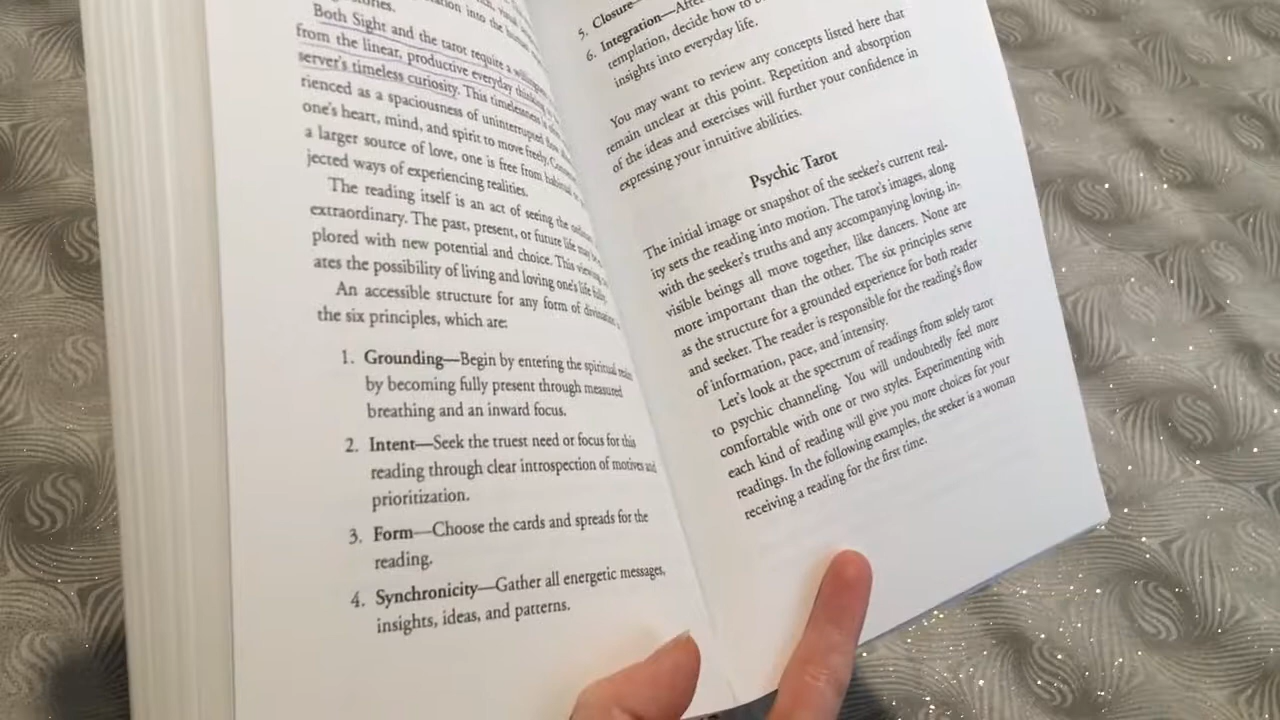 Both Sight and the tarot require a
from the linear, productive everyday thinking
server's timeless curiosity. This timelessness
rienced as a spaciousness of uninterrupted
one's heart, mind, and spirit to move freely.
a larger source of love, one is free from
jected ways of experiencing realities.
The reading itself is an act of seeing the
extraordinary. The past, present, or future life may be
plored with new potential and choice. This
ates the possibility of living and loving one's life
An accessible structure for any form of
the six principles, which are:
1. Grounding—Begin by entering the spiritual
by becoming fully present through measured
breathing and an inward focus.
2. Intent—Seek the truest need or focus for this
reading through clear introspection of motives and
prioritization.
3. Form—Choose the cards and spreads for the
reading.
4. Synchronicity—Gather all energetic messages,
insights, ideas, and patterns.
5. Closure—
6. Integration—After
templation, decide how to
insights into everyday life.
You may want to review any concepts listed here that
remain unclear at this point. Repetition and absorption
of the ideas and exercises will further your confidence in
expressing your intuitive abilities.
Psychic Tarot
The initial image or snapshot of the seeker's current real-
ity sets the reading into motion. The tarot's images, along
with the seeker's truths and any accompanying loving, in-
visible beings all move together, like dancers. None are
more important than the other. The six principles serve
as the structure for a grounded experience for both reader
and seeker. The reader is responsible for the reading's flow
of information, pace, and intensity.
Let's look at the spectrum of readings from solely tarot
to psychic channeling. You will undoubtedly feel more
comfortable with one or two styles. Experimenting with
each kind of reading will give you more choices for your
readings. In the following examples, the seeker is a woman
receiving a reading for the first time.